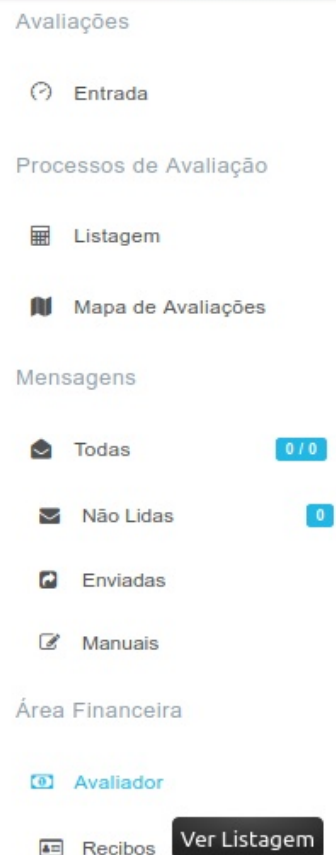 Avaliações
Entrada
Processos de Avaliação
Listagem
Mapa de Avaliações
Mensagens
Todas 0 / 0
Não Lidas 0
Enviadas
Manuais
Área Financeira
Avaliador
Recibos
Ver Listagem